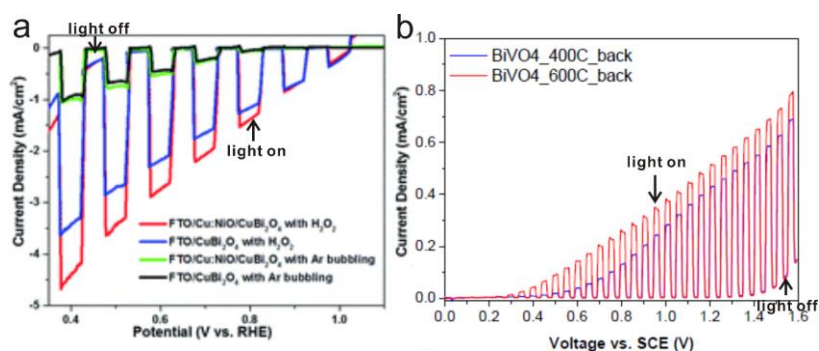 a
light off
0
-1
-2
-3
-4
-5
Current Density (mA/cm²)
light on
FTO/Cu:NiO/CuBi₂O₄ with H₂O₂
FTO/CuBi₂O₄ with H₂O₂
FTO/Cu:NiO/CuBi₂O₄ with Ar bubbling
FTO/CuBi₂O₄ with Ar bubbling
0.4 0.6 0.8 1.0
Potential (V vs. RHE)
b
BiVO4_400C_back
BiVO4_600C_back
1.0
0.8
0.6
0.4
0.2
0.0
Current Density (mA/cm²)
light on
light off
0.0 0.2 0.4 0.6 0.8 1.0 1.2 1.4 1.6
Voltage vs. SCE (V)